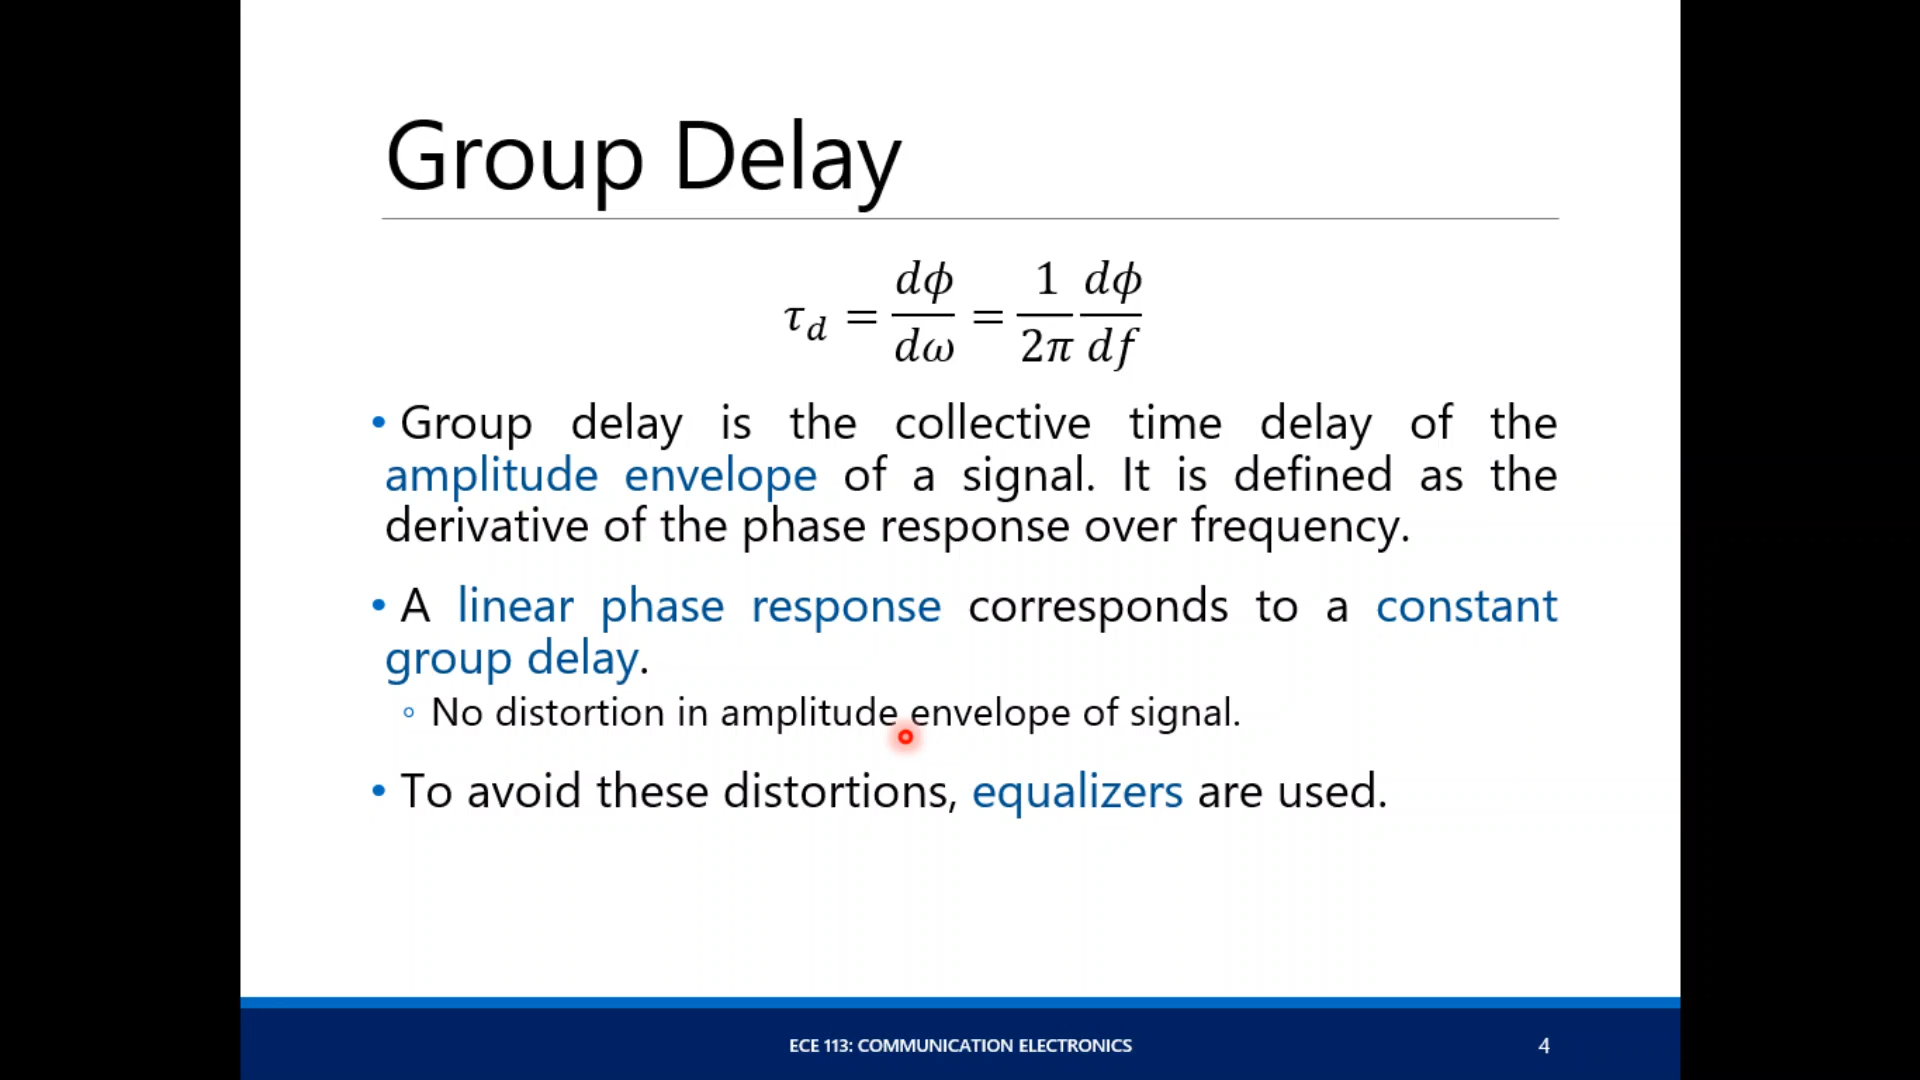 Group Delay
τ_d = dϕ/dω = 1/2π dϕ/df
• Group delay is the collective time delay of the
amplitude envelope of a signal. It is defined as the
derivative of the phase response over frequency.
• A linear phase response corresponds to a constant
group delay.
◦ No distortion in amplitude envelope of signal.
• To avoid these distortions, equalizers are used.
ECE 113: COMMUNICATION ELECTRONICS
4